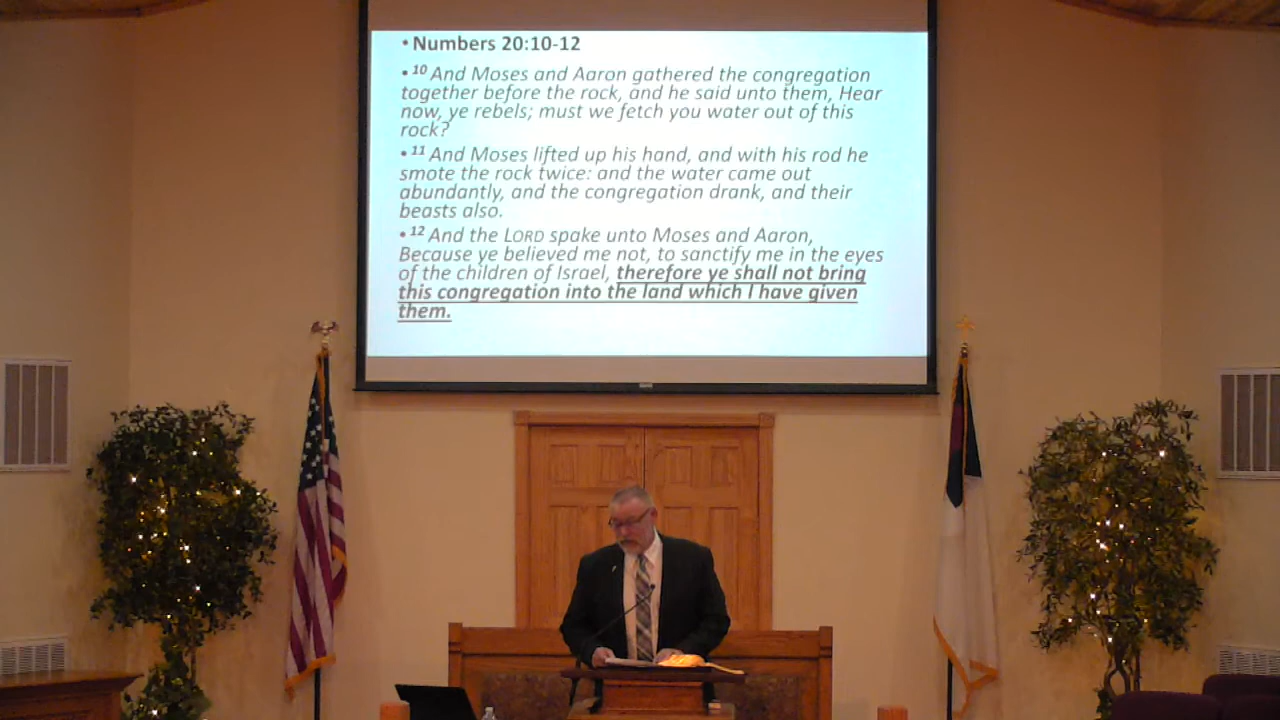 • Numbers 20:10-12
• 10 And Moses and Aaron gathered the congregation
together before the rock, and he said unto them, Hear
now, ye rebels; must we fetch you water out of this
rock?
• 11 And Moses lifted up his hand, and with his rod he
smote the rock twice: and the water came out
abundantly, and the congregation drank, and their
beasts also.
• 12 And the LORD spake unto Moses and Aaron,
Because ye believed me not, to sanctify me in the eyes
of the children of Israel, therefore ye shall not bring
this congregation into the land which I have given
them.